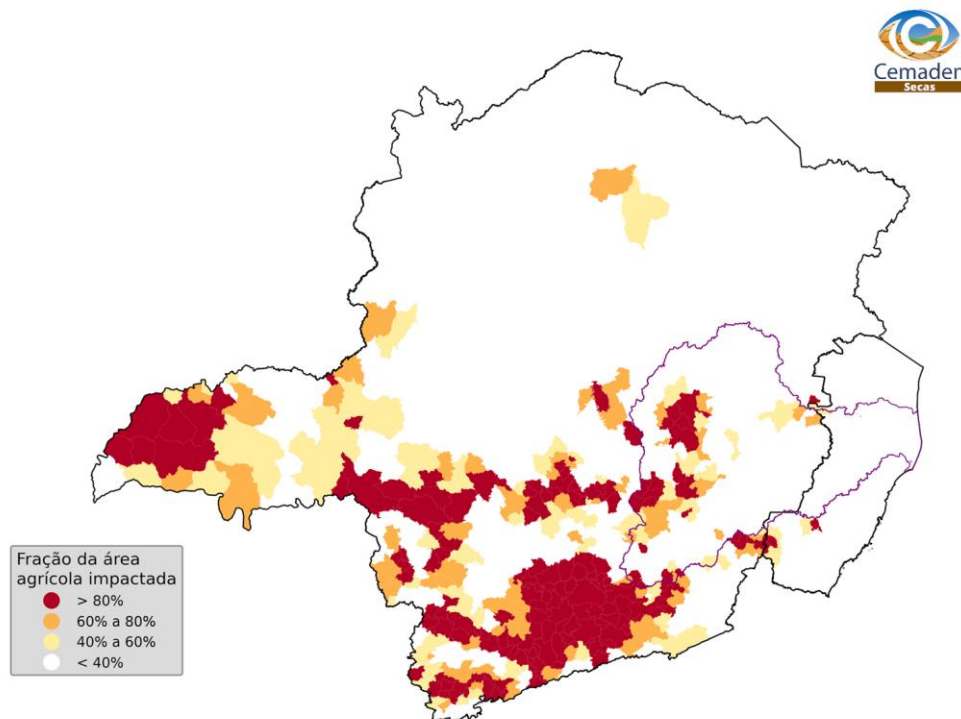 Cemaden
Secas
Fração da área
agrícola impactada
> 80%
60% a 80%
40% a 60%
< 40%